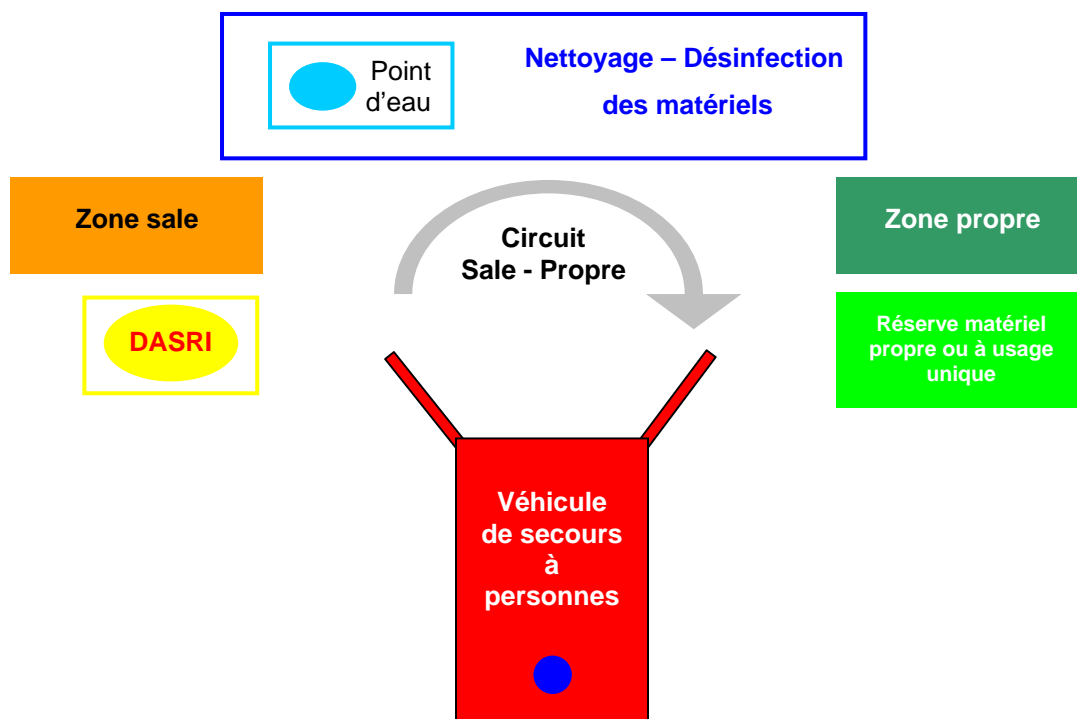 Point
d'eau
Nettoyage – Désinfection
des matériels
Zone sale
Circuit
Sale - Propre
Zone propre
DASRI
Réserve matériel
propre ou à usage
unique
Véhicule
de secours
à
personnes